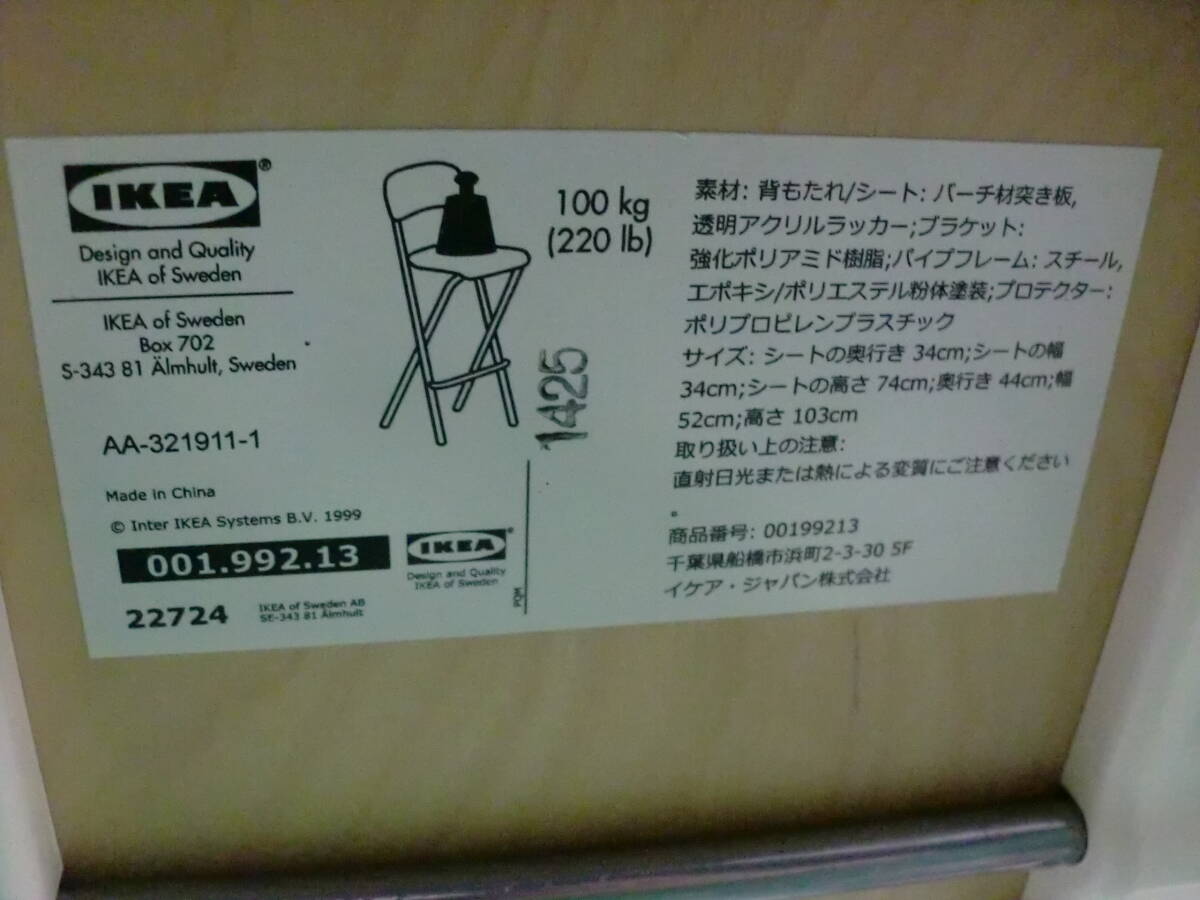 IKEA®
Design and Quality
IKEA of Sweden
IKEA of Sweden
Box 702
S-343 81 Älmhult, Sweden
AA-321911-1
Made in China
© Inter IKEA Systems B.V. 1999
001.992.13
22724
IKEA of Sweden AB
SE-343 81 Älmhult
IKEA®
Design and Quality
IKEA of Sweden
PQM
100 kg
(220 lb)
1425
素材: 背もたれ/シート: バーチ材突き板,
透明アクリルラッカー;ブラケット:
強化ポリアミド樹脂;パイプフレーム: スチール,
エポキシ/ポリエステル粉体塗装;プロテクター:
ポリプロピレンプラスチック
サイズ: シートの奥行き 34cm;シートの幅
34cm;シートの高さ 74cm;奥行き 44cm;幅
52cm;高さ 103cm
取り扱い上の注意:
直射日光または熱による変質にご注意ください
。
商品番号: 00199213
千葉県船橋市浜町2-3-30 5F
イケア・ジャパン株式会社